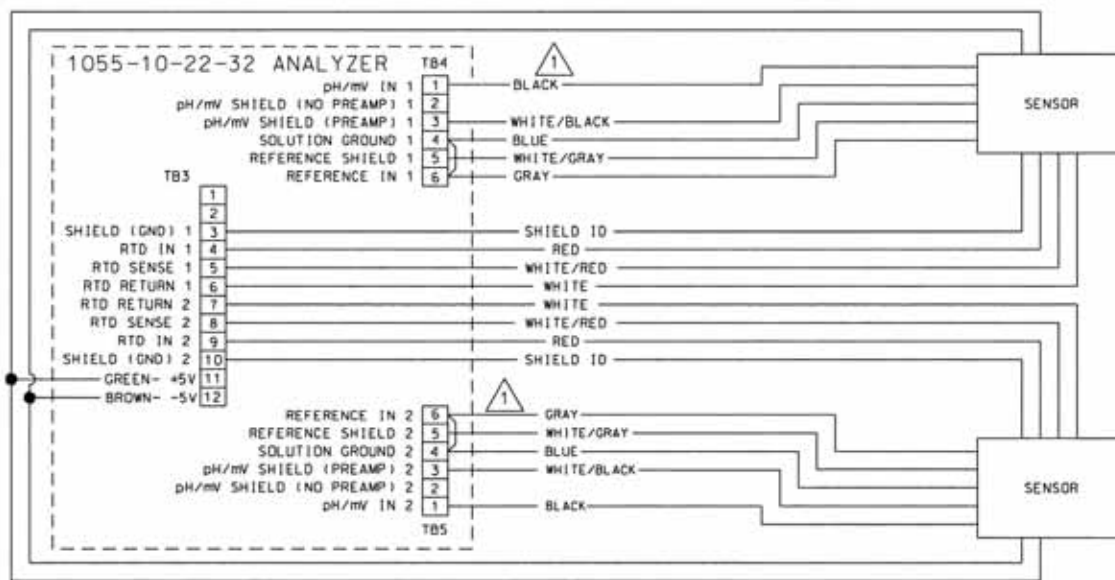 1055-10-22-32 ANALYZER
TB4
1
pH/mV IN 1 1 BLACK
pH/mV SHIELD (NO PREAMP) 1 2
pH/mV SHIELD (PREAMP) 1 3 WHITE/BLACK
SOLUTION GROUND 1 4 BLUE
REFERENCE SHIELD 1 5 WHITE/GRAY
REFERENCE IN 1 6 GRAY
SENSOR
TB3
1
2
SHIELD (GND) 1 3 SHIELD IO
RTD IN 1 4 RED
RTD SENSE 1 5 WHITE/RED
RTD RETURN 1 6 WHITE
RTD RETURN 2 7 WHITE
RTD SENSE 2 8 WHITE/RED
RTD IN 2 9 RED
SHIELD (GND) 2 10 SHIELD IO
GREEN- +5V 11
BROWN- -5V 12
1
REFERENCE IN 2 6 GRAY
REFERENCE SHIELD 2 5 WHITE/GRAY
SOLUTION GROUND 2 4 BLUE
pH/mV SHIELD (PREAMP) 2 3 WHITE/BLACK
pH/mV SHIELD (NO PREAMP) 2 2
pH/mV IN 2 1 BLACK
TB5
SENSOR